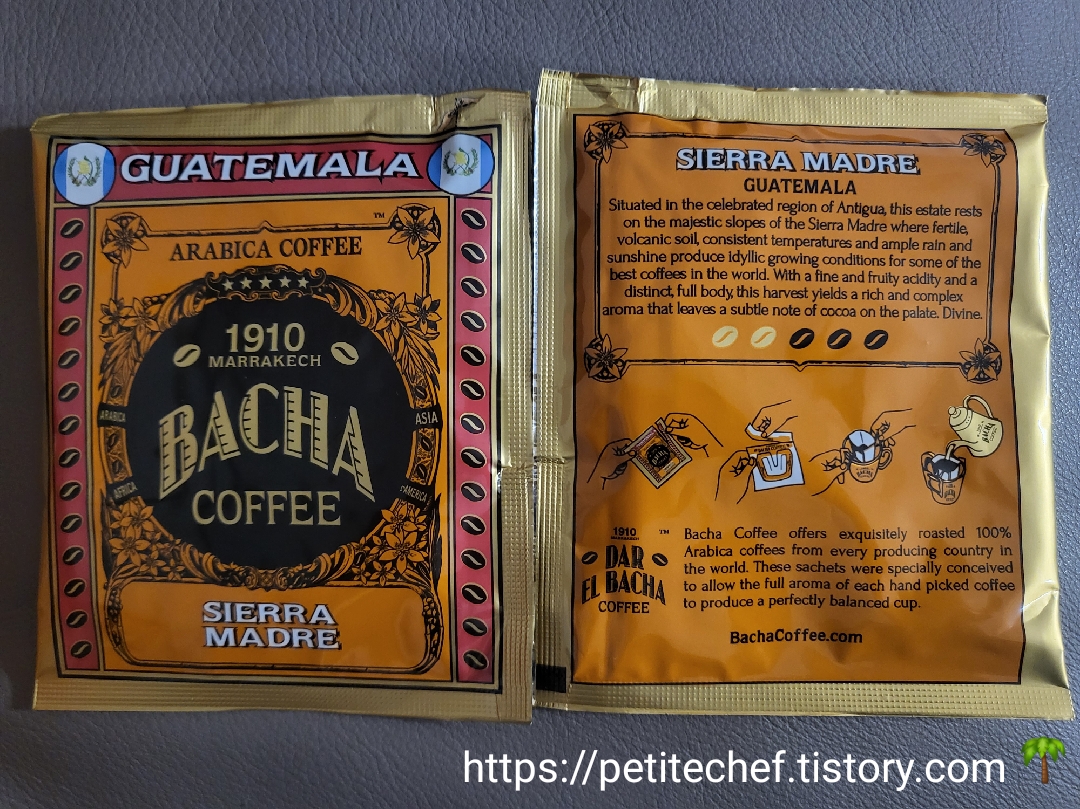 GUATEMALA
™
ARABICA COFFEE
1910
MARRAKECH
BACHA
COFFEE
ARABICA
ASIA
AFRICA
SIERRA
MADRE
SIERRA MADRE
GUATEMALA
Situated in the celebrated region of Antigua, this estate rests
on the majestic slopes of the Sierra Madre where fertile,
volcanic soil, consistent temperatures and ample rain and
sunshine produce idyllic growing conditions for some of the
best coffees in the world. With a fine and fruity acidity and a
distinct, full body, this harvest yields a rich and complex
aroma that leaves a subtle note of cocoa on the palate. Divine.
1910
™
DAR
EL BACHA
COFFEE
Bacha Coffee offers exquisitely roasted 100%
Arabica coffees from every producing country in
the world. These sachets were specially conceived
to allow the full aroma of each hand picked coffee
to produce a perfectly balanced cup.
BachaCoffee.com
https://petitechef.tistory.com